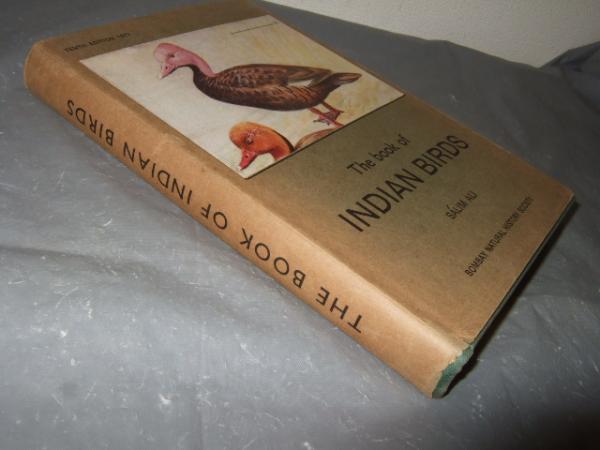 The book of
INDIAN BIRDS
SÁLIM ALI
BOMBAY NATURAL HISTORY SOCIETY
THE BOOK OF INDIAN BIRDS
TENTH EDITION